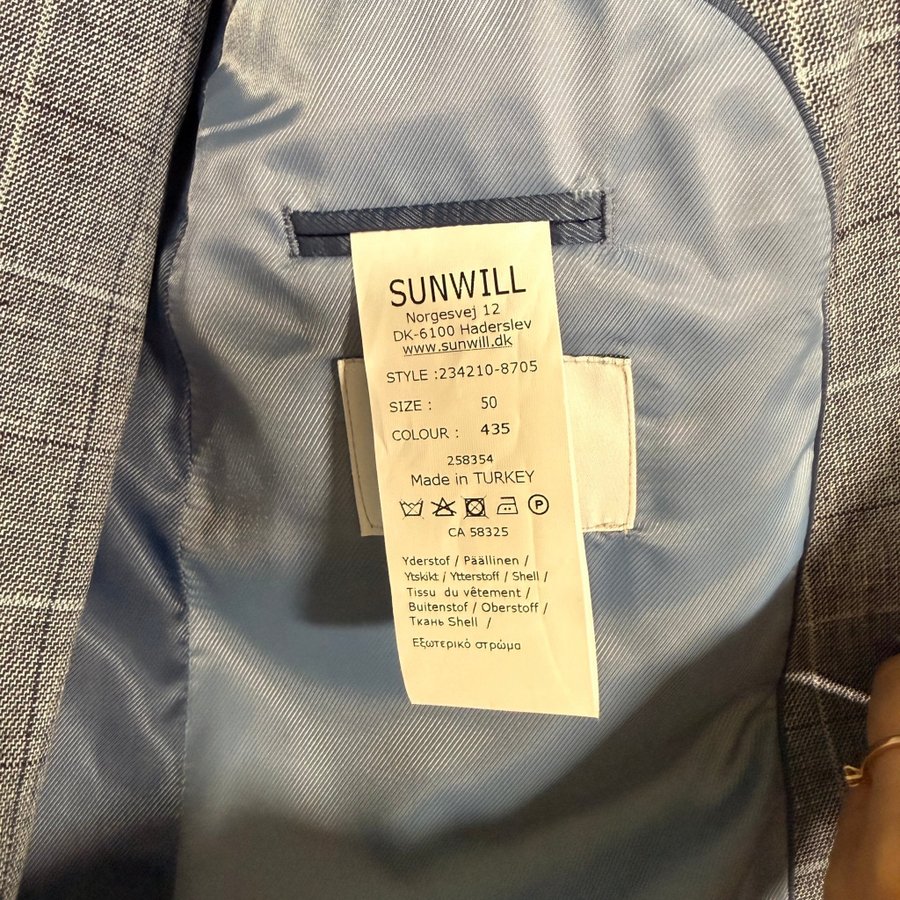 SUNWILL
Norgesvej 12
DK-6100 Haderslev
www.sunwill.dk
STYLE :234210-8705
SIZE : 50
COLOUR : 435
258354
Made in TURKEY
P
CA 58325
Yderstof / Päällinen /
Ytskikt / Ytterstoff / Shell /
Tissu du vêtement /
Buitenstof / Oberstoff /
Ткань Shell /
Εξωτερικό στρώμα